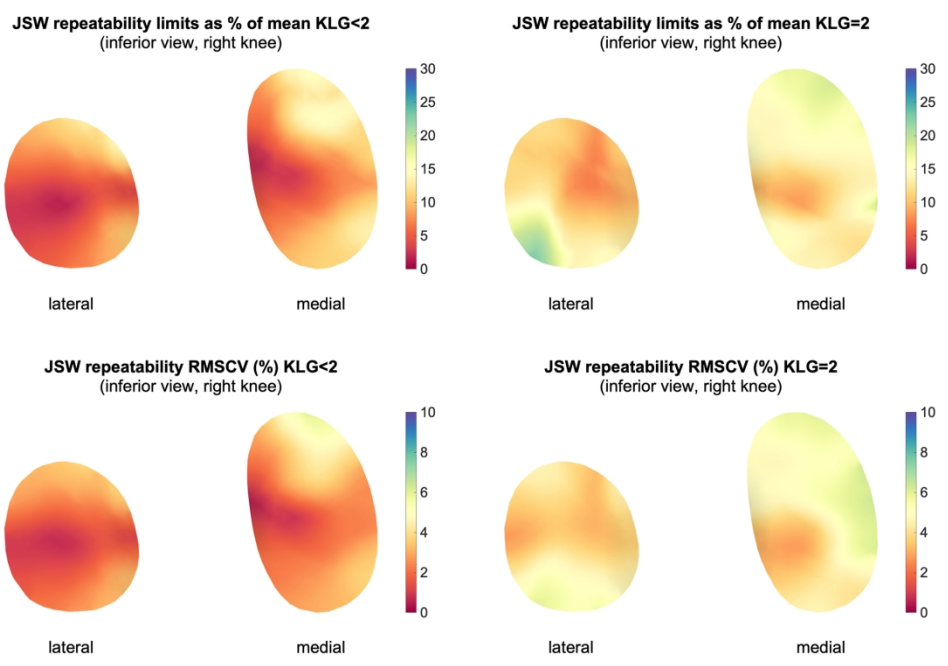 JSW repeatability limits as % of mean KLG<2
(inferior view, right knee)
30
25
20
15
10
5
0
lateral
medial
JSW repeatability limits as % of mean KLG=2
(inferior view, right knee)
30
25
20
15
10
5
0
lateral
medial
JSW repeatability RMSCV (%) KLG<2
(inferior view, right knee)
10
8
6
4
2
0
lateral
medial
JSW repeatability RMSCV (%) KLG=2
(inferior view, right knee)
10
8
6
4
2
0
lateral
medial